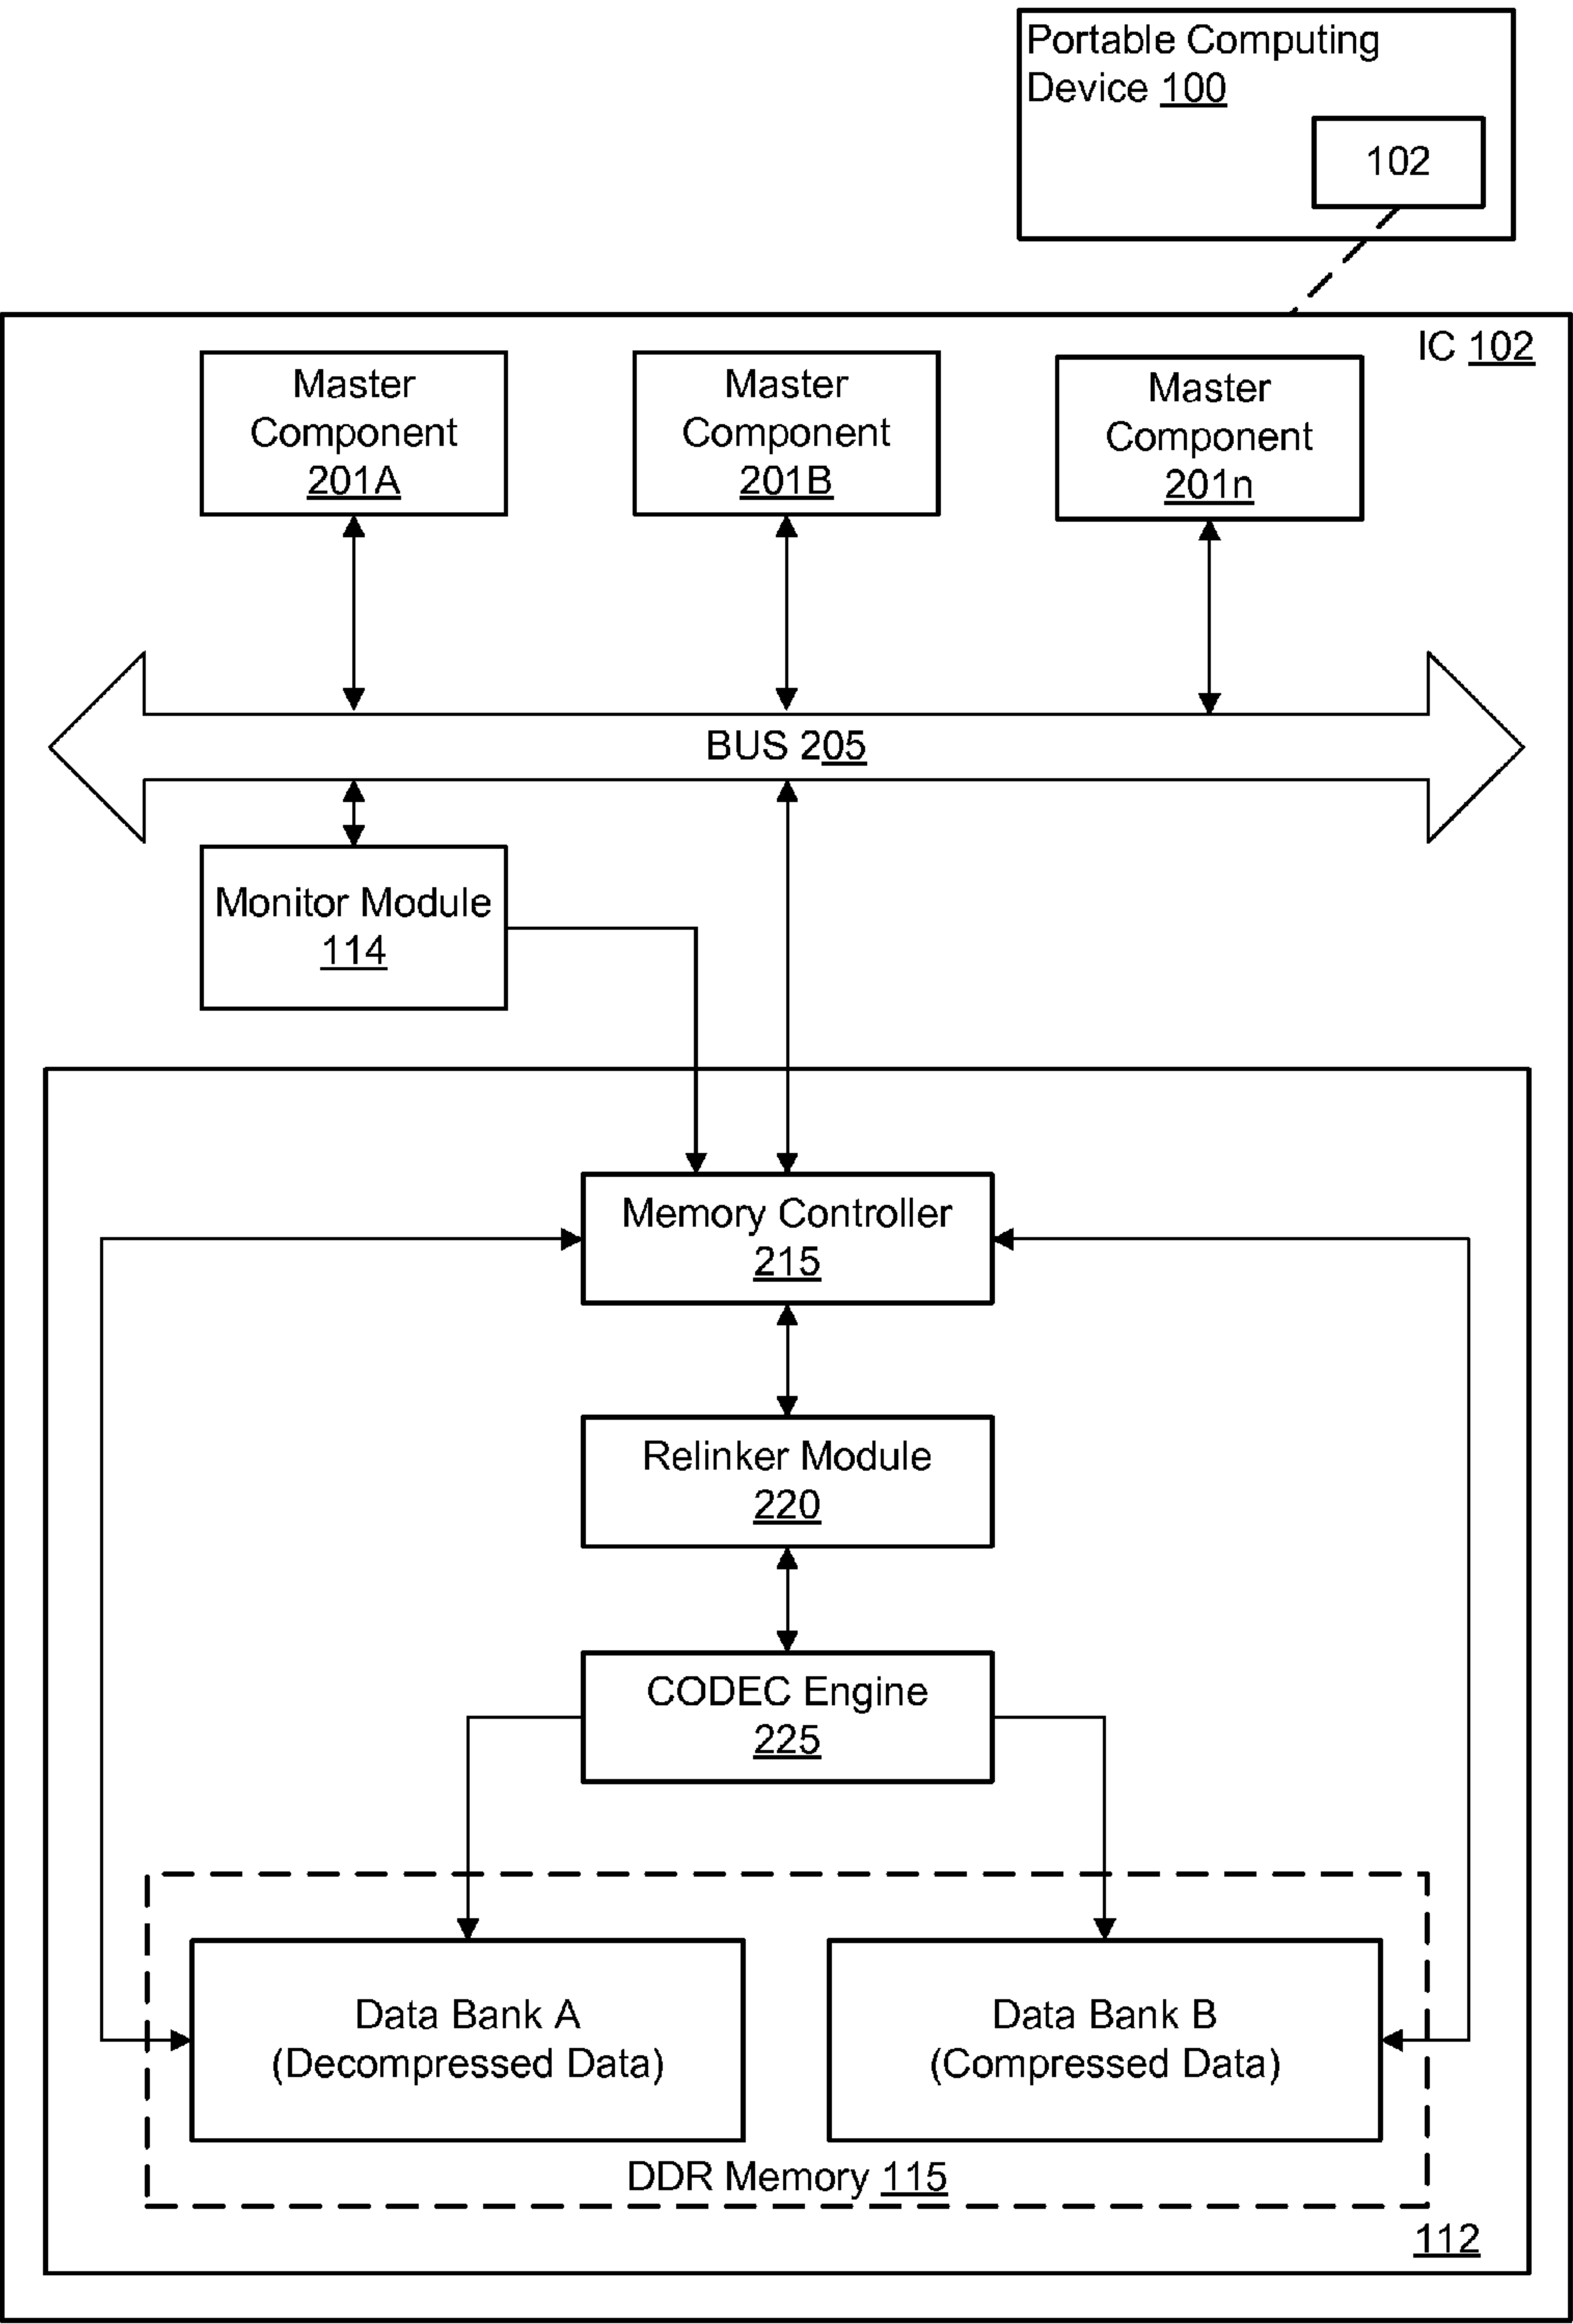 Portable Computing
Device 100
102
IC 102
Master
Component
201A
Master
Component
201B
Master
Component
201n
BUS 205
Monitor Module
114
Memory Controller
215
Relinker Module
220
CODEC Engine
225
Data Bank A
(Decompressed Data)
Data Bank B
(Compressed Data)
DDR Memory 115
112